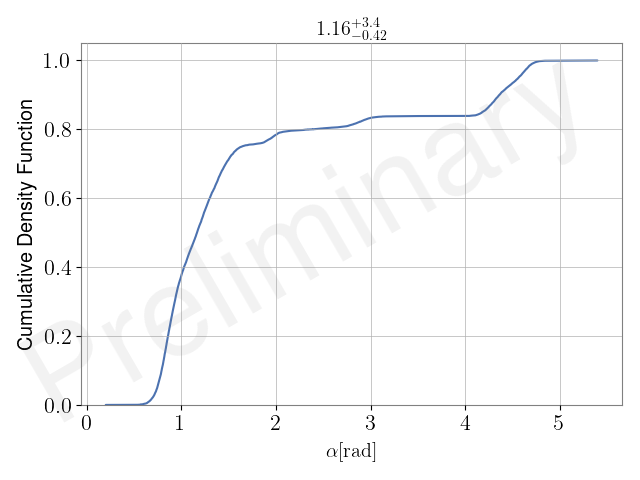 1.16^{+3.4}_{-0.42}
Cumulative Density Function
1.0
0.8
0.6
0.4
0.2
0.0
0 1 2 3 4 5
α[rad]
Preliminary